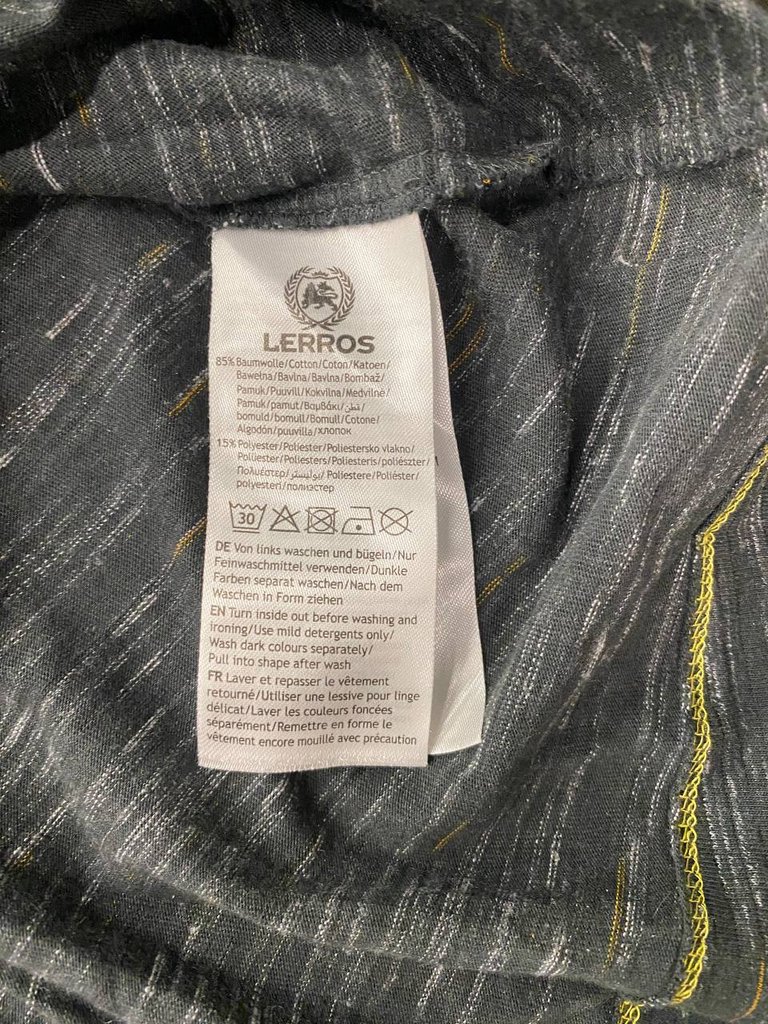 LERROS
85% Baumwolle/Cotton/Coton/Katoen/
Bawełna/Bavlna/Bavlna/Bombaž/
Pamuk/Puuvill/Kokvilna/Medvilne/
Pamuk/pamut/Βαμβάκι/قطن/
bomuld/bomull/Bomull/Cotone/
Algodón/puuvilla/хлопок
15% Polyester/Poliester/Poliestersko vlakno/
Polüester/Poliesters/Poliesteris/poliészter/
Πολυέστερ/بوليستر/Poliestere/Poliéster/
polyesteri/полиэстер
30
DE Von links waschen und bügeln/Nur
Feinwaschmittel verwenden/Dunkle
Farben separat waschen/Nach dem
Waschen in Form ziehen
EN Turn inside out before washing and
ironing/Use mild detergents only/
Wash dark colours separately/
Pull into shape after wash
FR Laver et repasser le vêtement
retourné/Utiliser une lessive pour linge
délicat/Laver les couleurs foncées
séparément/Remettre en forme le
vêtement encore mouillé avec précaution